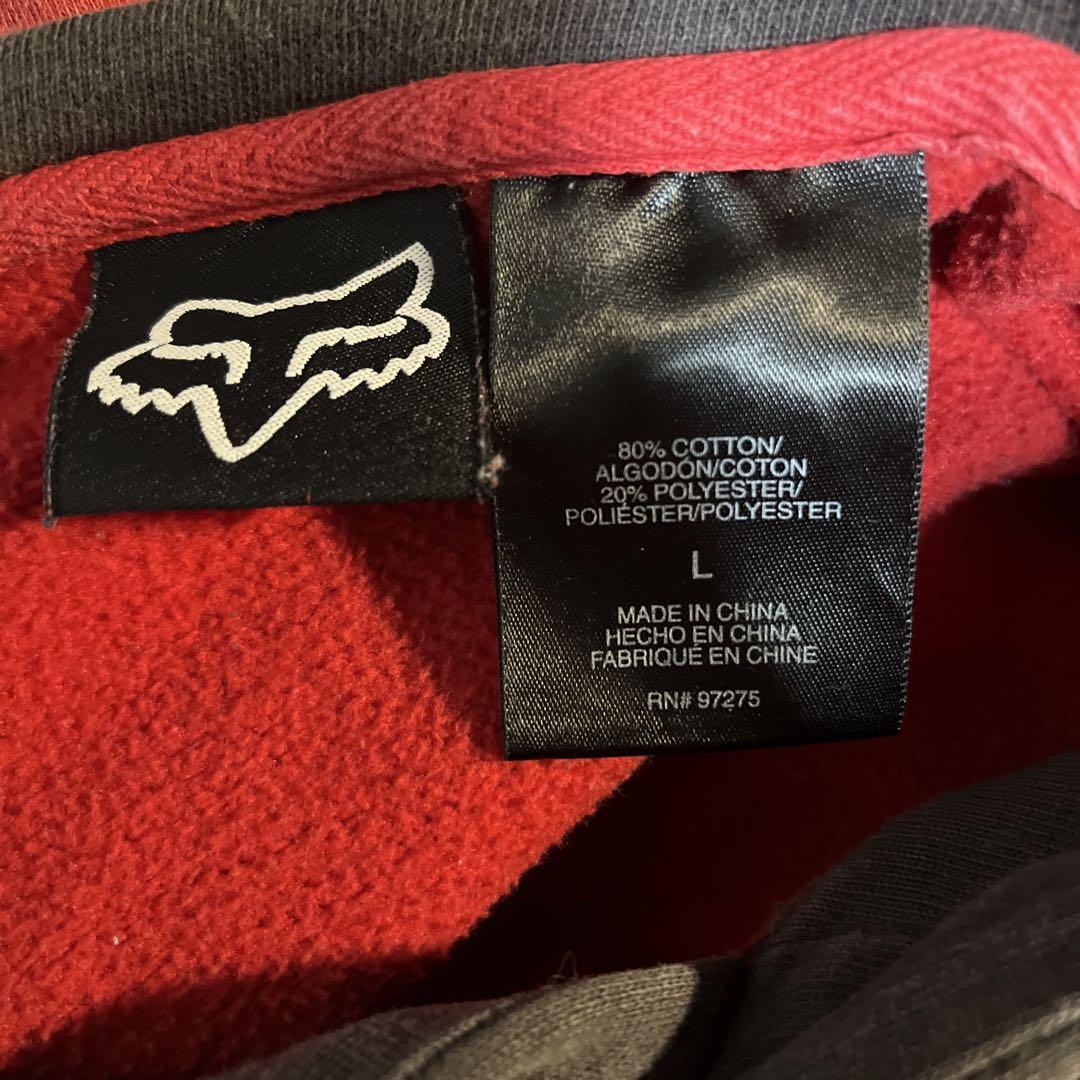 80% COTTON/
ALGODÓN/COTON
20% POLYESTER/
POLIÉSTER/POLYESTER
L
MADE IN CHINA
HECHO EN CHINA
FABRIQUÉ EN CHINE
RN# 97275